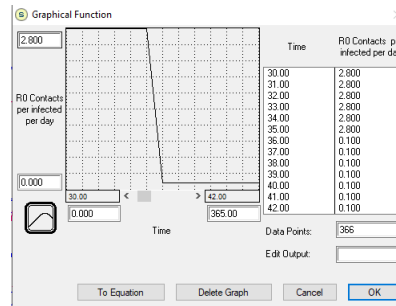 Graphical Function
2.800
R0 Contacts
per infected
per day
0.000
30.00 < > 42.00
0.000 365.00
Time
Time R0 Contacts p
infected per da
30.00 2.800
31.00 2.800
32.00 2.800
33.00 2.800
34.00 2.800
35.00 2.800
36.00 0.100
37.00 0.100
38.00 0.100
39.00 0.100
40.00 0.100
41.00 0.100
42.00 0.100
Data Points: 366
Edit Output:
To Equation Delete Graph Cancel OK